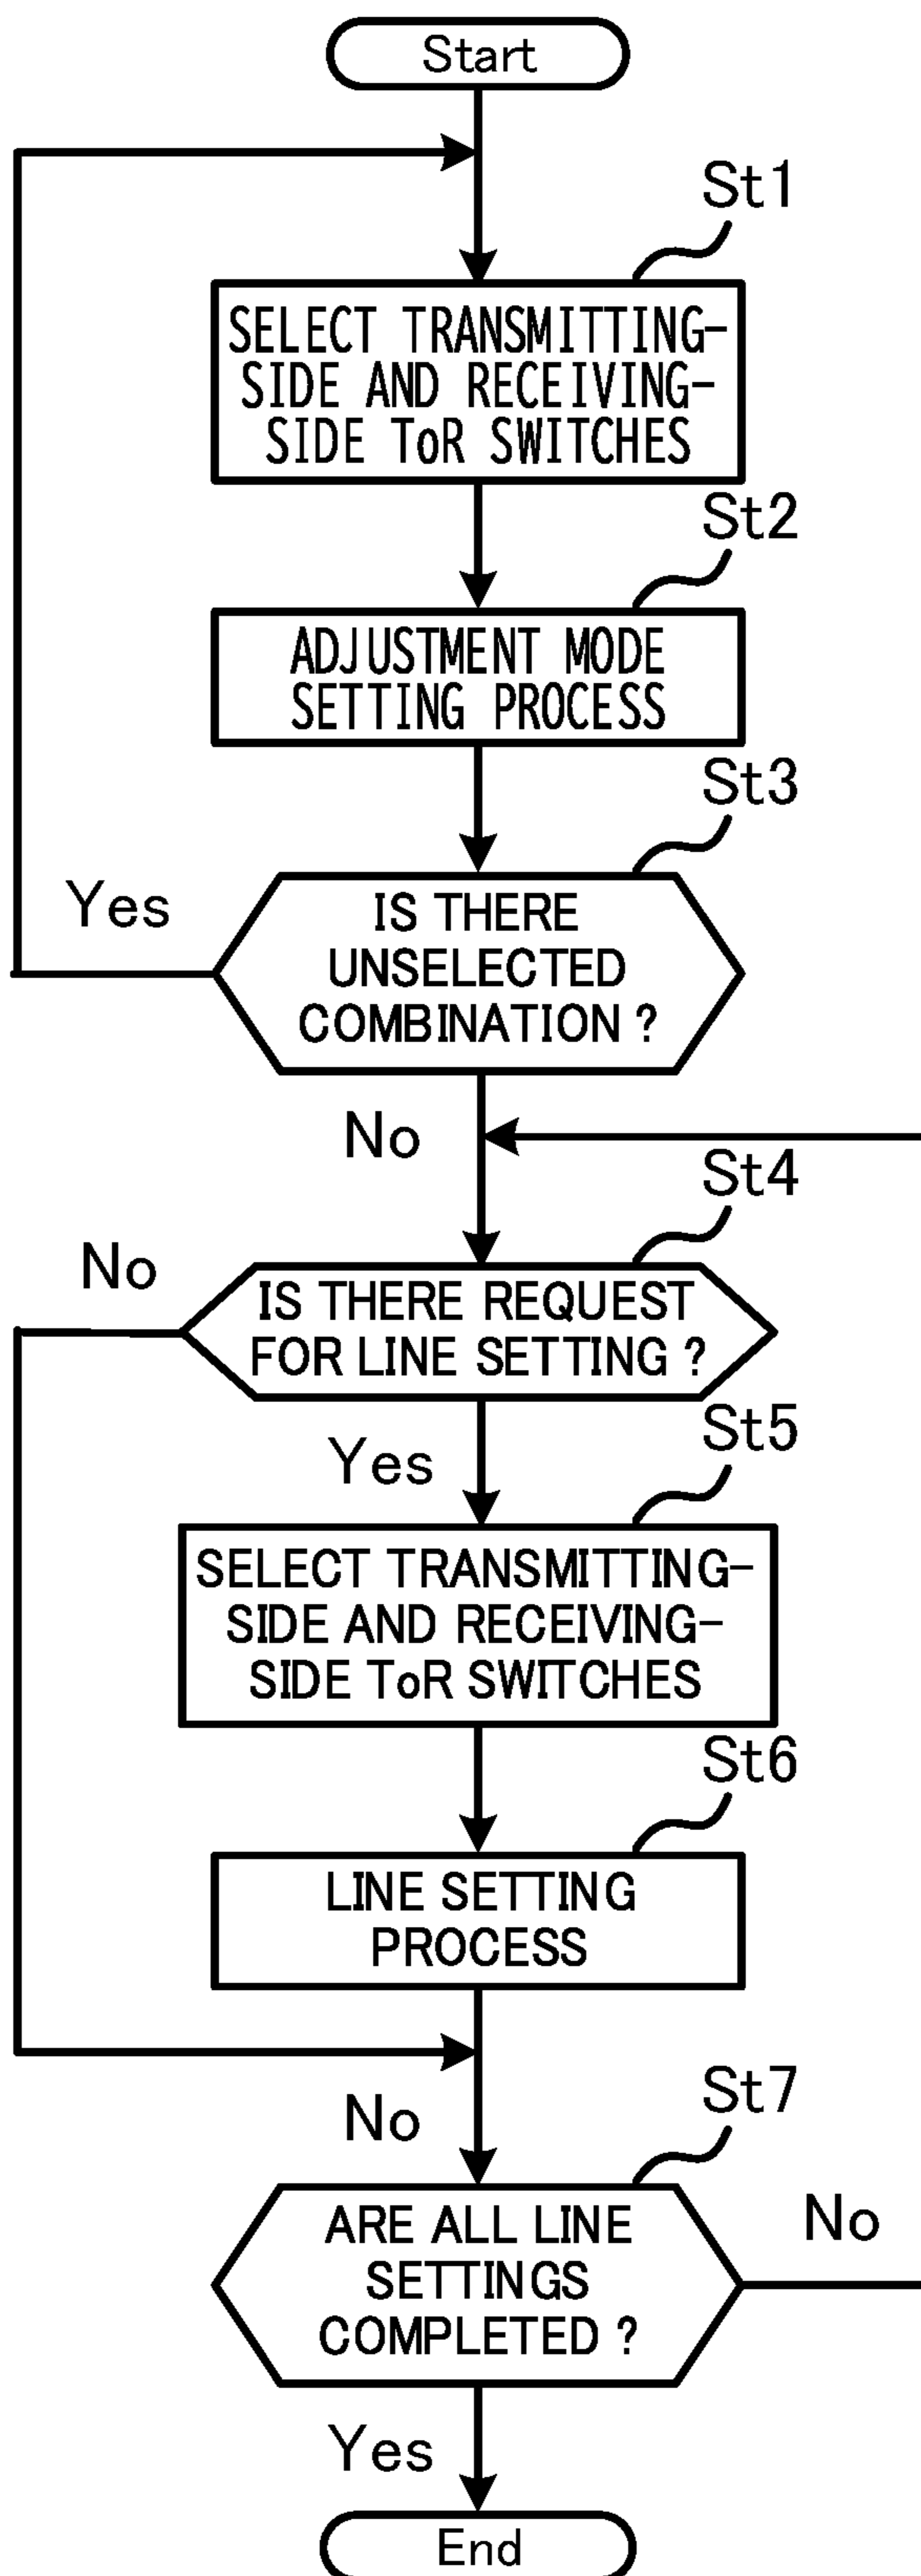 Start
St1
SELECT TRANSMITTING-
SIDE AND RECEIVING-
SIDE ToR SWITCHES
St2
ADJUSTMENT MODE
SETTING PROCESS
St3
Yes
IS THERE
UNSELECTED
COMBINATION ?
No
St4
No
IS THERE REQUEST
FOR LINE SETTING ?
St5
Yes
SELECT TRANSMITTING-
SIDE AND RECEIVING-
SIDE ToR SWITCHES
St6
LINE SETTING
PROCESS
St7
No
ARE ALL LINE
SETTINGS
COMPLETED ?
No
Yes
End